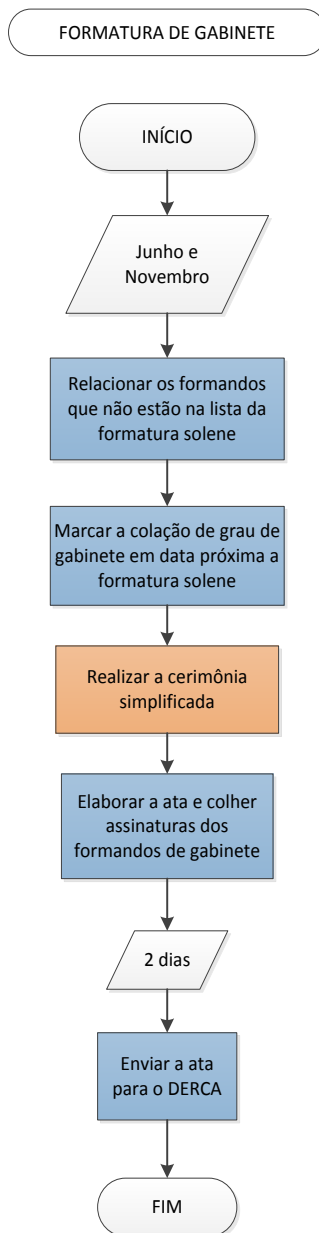 FORMATURA DE GABINETE
INÍCIO
Junho e
Novembro
Relacionar os formandos
que não estão na lista da
formatura solene
Marcar a colação de grau de
gabinete em data próxima a
formatura solene
Realizar a cerimônia
simplificada
Elaborar a ata e colher
assinaturas dos
formandos de gabinete
2 dias
Enviar a ata
para o DERCA
FIM